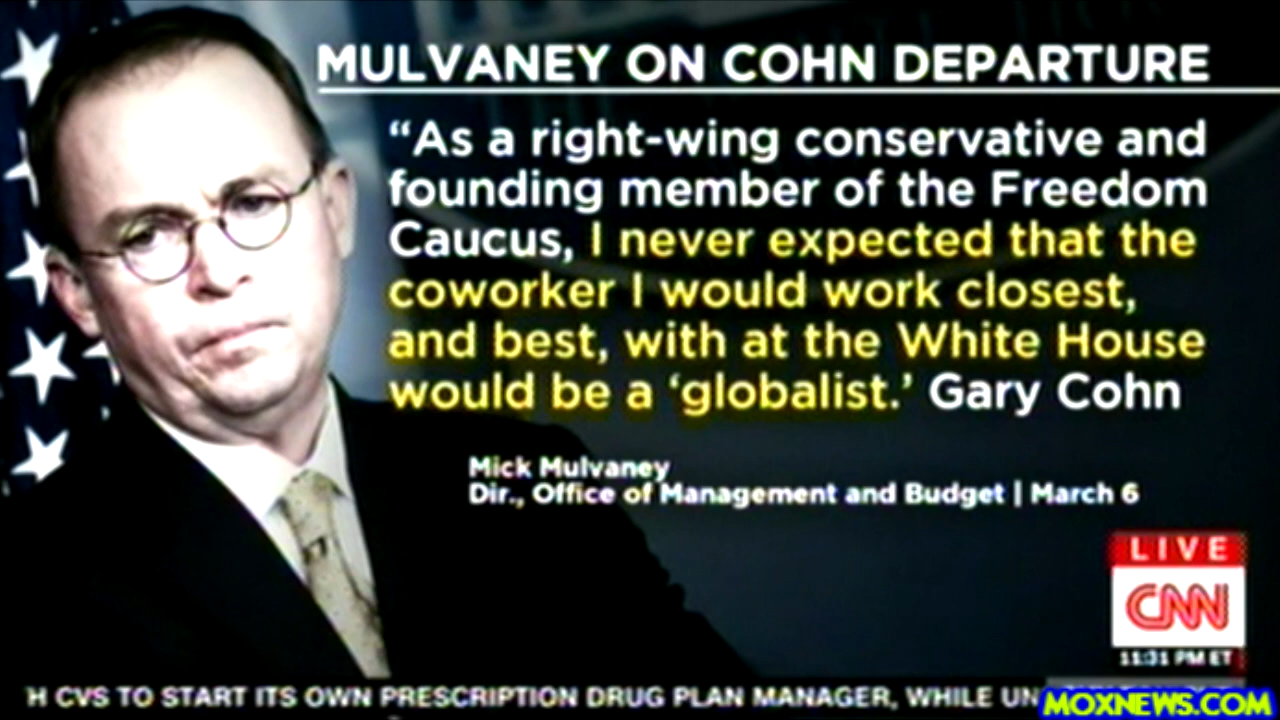 MULVANEY ON COHN DEPARTURE
“As a right-wing conservative and
founding member of the Freedom
Caucus, I never expected that the
coworker I would work closest,
and best, with at the White House
would be a ‘globalist.’ Gary Cohn
Mick Mulvaney
Dir., Office of Management and Budget | March 6
LIVE
CNN
11:31 PM ET
H CVS TO START ITS OWN PRESCRIPTION DRUG PLAN MANAGER, WHILE UN
MOXNEWS.COM